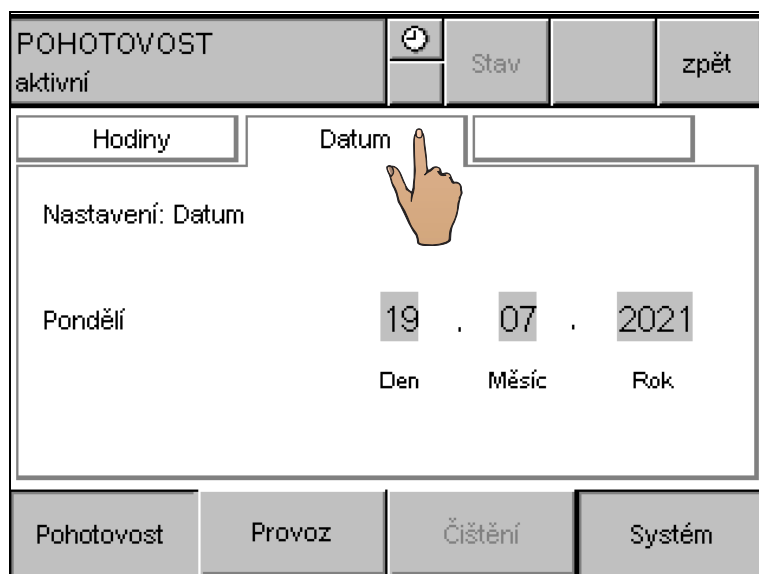 POHOTOVOST
aktivní
Stav
zpět
Hodiny
Datum
Nastavení: Datum
Pondělí
19 . 07 . 2021
Den Měsíc Rok
Pohotovost
Provoz
Čištění
Systém